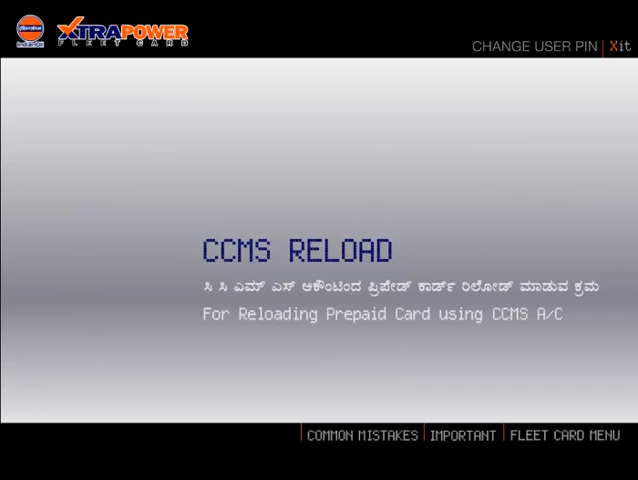 IndianOil
XTRAPOWER
FLEET CARD
CHANGE USER PIN | Xit
CCMS RELOAD
ಸಿ ಸಿ ಎಮ್ ಎಸ್ ಅಕೌಂಟಿಂದ ಪ್ರಿಪೇಡ್ ಕಾರ್ಡ್ ರಿಲೋಡ್ ಮಾಡುವ ಕ್ರಮ
For Reloading Prepaid Card using CCMS A/C
| COMMON MISTAKES | IMPORTANT | FLEET CARD MENU